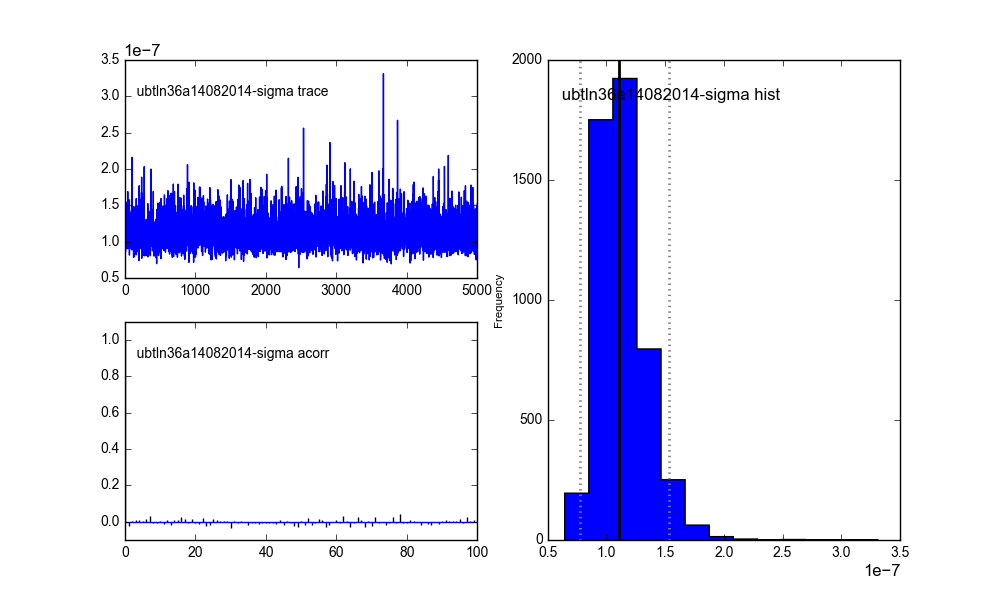 1e−7
3.5
3.0
2.5
2.0
1.5
1.0
0.5
ubtln36a14082014-sigma trace
0 1000 2000 3000 4000 5000
1.0
0.8
0.6
0.4
0.2
0.0
ubtln36a14082014-sigma acorr
0 20 40 60 80 100
2000
1500
1000
500
0
Frequency
ubtln36a14082014-sigma hist
0.5 1.0 1.5 2.0 2.5 3.0 3.5
1e−7